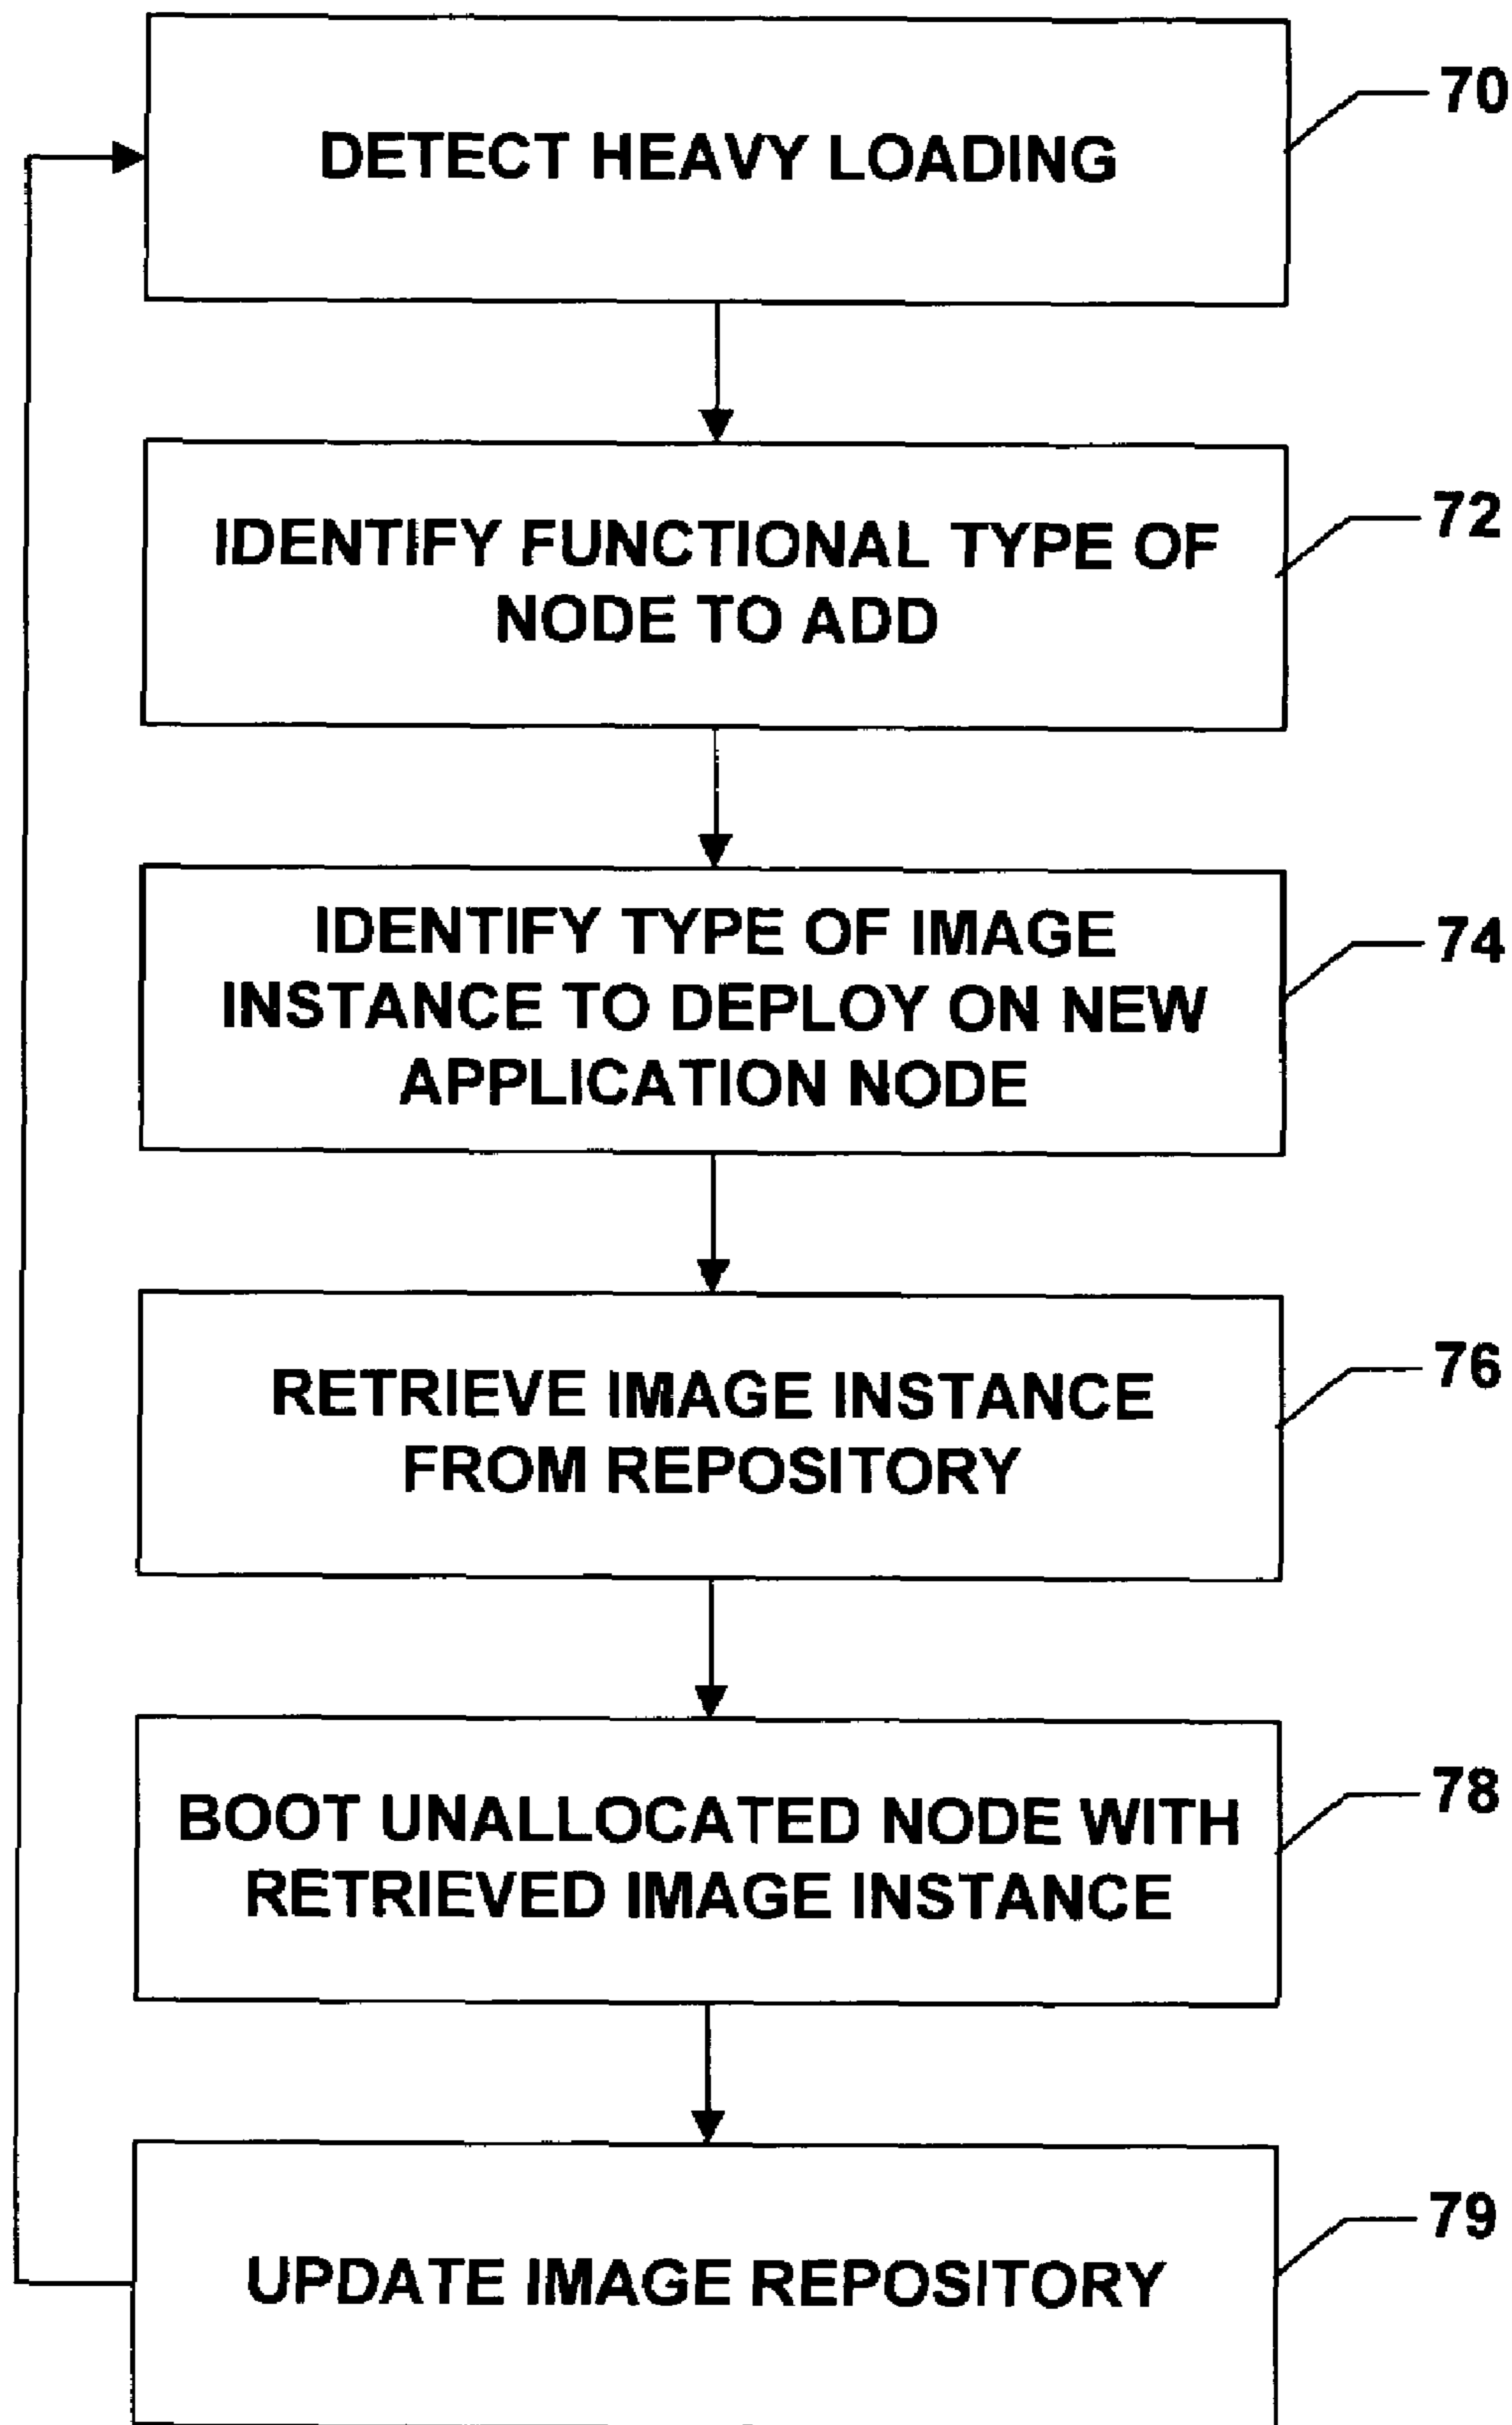 DETECT HEAVY LOADING
70
IDENTIFY FUNCTIONAL TYPE OF
NODE TO ADD
72
IDENTIFY TYPE OF IMAGE
INSTANCE TO DEPLOY ON NEW
APPLICATION NODE
74
RETRIEVE IMAGE INSTANCE
FROM REPOSITORY
76
BOOT UNALLOCATED NODE WITH
RETRIEVED IMAGE INSTANCE
78
UPDATE IMAGE REPOSITORY
79